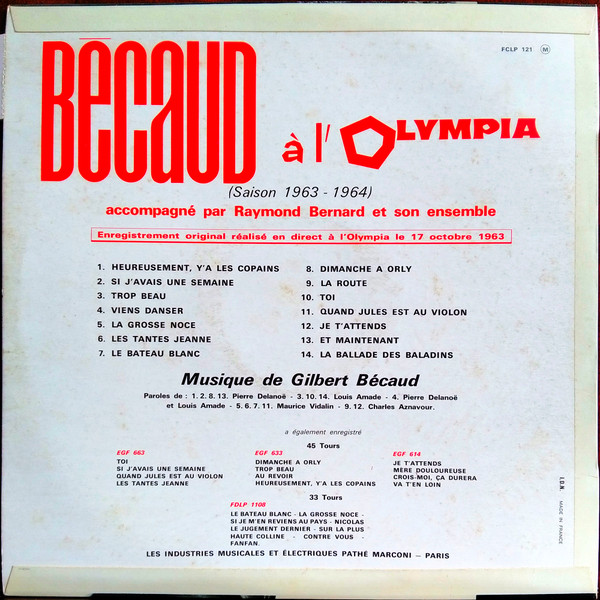 FCLP 121 M
BÉCAUD
à l'OLYMPIA
(Saison 1963 - 1964)
accompagné par Raymond Bernard et son ensemble
Enregistrement original réalisé en direct à l'Olympia le 17 octobre 1963
1. HEUREUSEMENT, Y'A LES COPAINS
2. SI J'AVAIS UNE SEMAINE
3. TROP BEAU
4. VIENS DANSER
5. LA GROSSE NOCE
6. LES TANTES JEANNE
7. LE BATEAU BLANC
8. DIMANCHE A ORLY
9. LA ROUTE
10. TOI
11. QUAND JULES EST AU VIOLON
12. JE T'ATTENDS
13. ET MAINTENANT
14. LA BALLADE DES BALADINS
Musique de Gilbert Bécaud
Paroles de : 1. 2. 8. 13. Pierre Delanoë - 3. 10. 14. Louis Amade - 4. Pierre Delanoë
et Louis Amade - 5. 6. 7. 11. Maurice Vidalin - 9. 12. Charles Aznavour.
a également enregistré
45 Tours
EGF 663
TOI
SI J'AVAIS UNE SEMAINE
QUAND JULES EST AU VIOLON
LES TANTES JEANNE
EGF 633
DIMANCHE A ORLY
TROP BEAU
AU REVOIR
HEUREUSEMENT, Y'A LES COPAINS
EGF 614
JE T'ATTENDS
MÈRE DOULOUREUSE
CROIS-MOI, ÇA DURERA
VA T'EN LOIN
33 Tours
FDLP 1108
LE BATEAU BLANC - LA GROSSE NOCE -
SI JE M'EN REVIENS AU PAYS - NICOLAS
LE JUGEMENT DERNIER - SUR LA PLUS
HAUTE COLLINE - CONTRE VOUS -
FANFAN.
LES INDUSTRIES MUSICALES ET ÉLECTRIQUES PATHÉ MARCONI – PARIS
I.D.N. MADE IN FRANCE